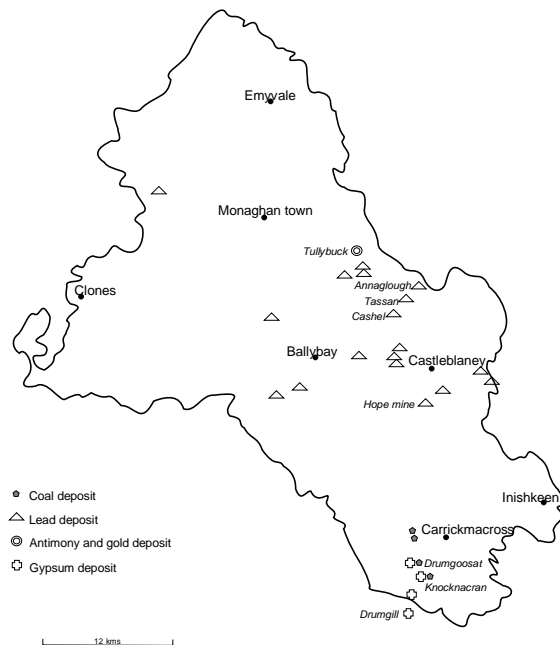 Emyvale
Monaghan town
Tullybuck
Annaglough
Clones
Tassan
Cashel
Ballybay
Castleblaney
Hope mine
Coal deposit
Lead deposit
Antimony and gold deposit
Gypsum deposit
Inishkeen
Carrickmacross
Drumgoosat
Knocknacran
Drumgill
12 kms